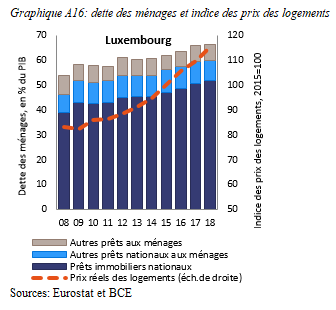 Graphique A16: dette des ménages et indice des prix des logements
Luxembourg
Dette des ménages, en % du PIB
70
60
50
40
30
20
10
0
120
110
100
90
80
70
60
50
Indice des prix des logements, 2015=100
08 09 10 11 12 13 14 15 16 17 18
Autres prêts aux ménages
Autres prêts nationaux aux ménages
Prêts immobiliers nationaux
Prix réels des logements (éch.de droite)
Sources: Eurostat et BCE